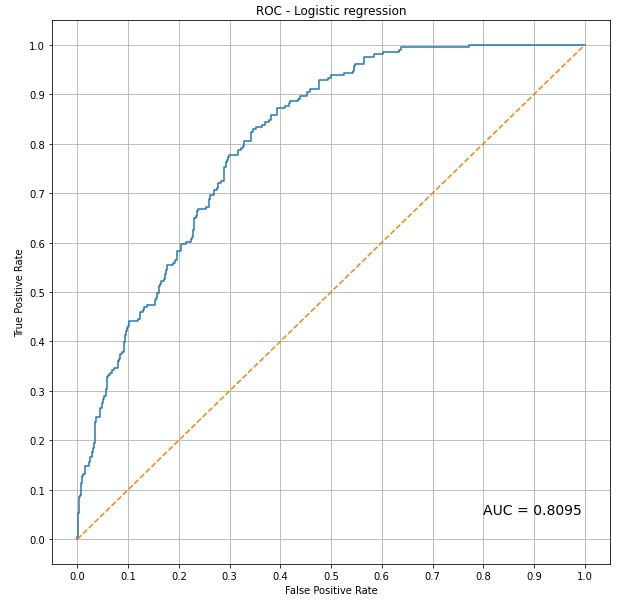 ROC - Logistic regression
1.0
0.9
0.8
0.7
0.6
0.5
0.4
0.3
0.2
0.1
0.0
True Positive Rate
AUC = 0.8095
0.0 0.1 0.2 0.3 0.4 0.5 0.6 0.7 0.8 0.9 1.0
False Positive Rate